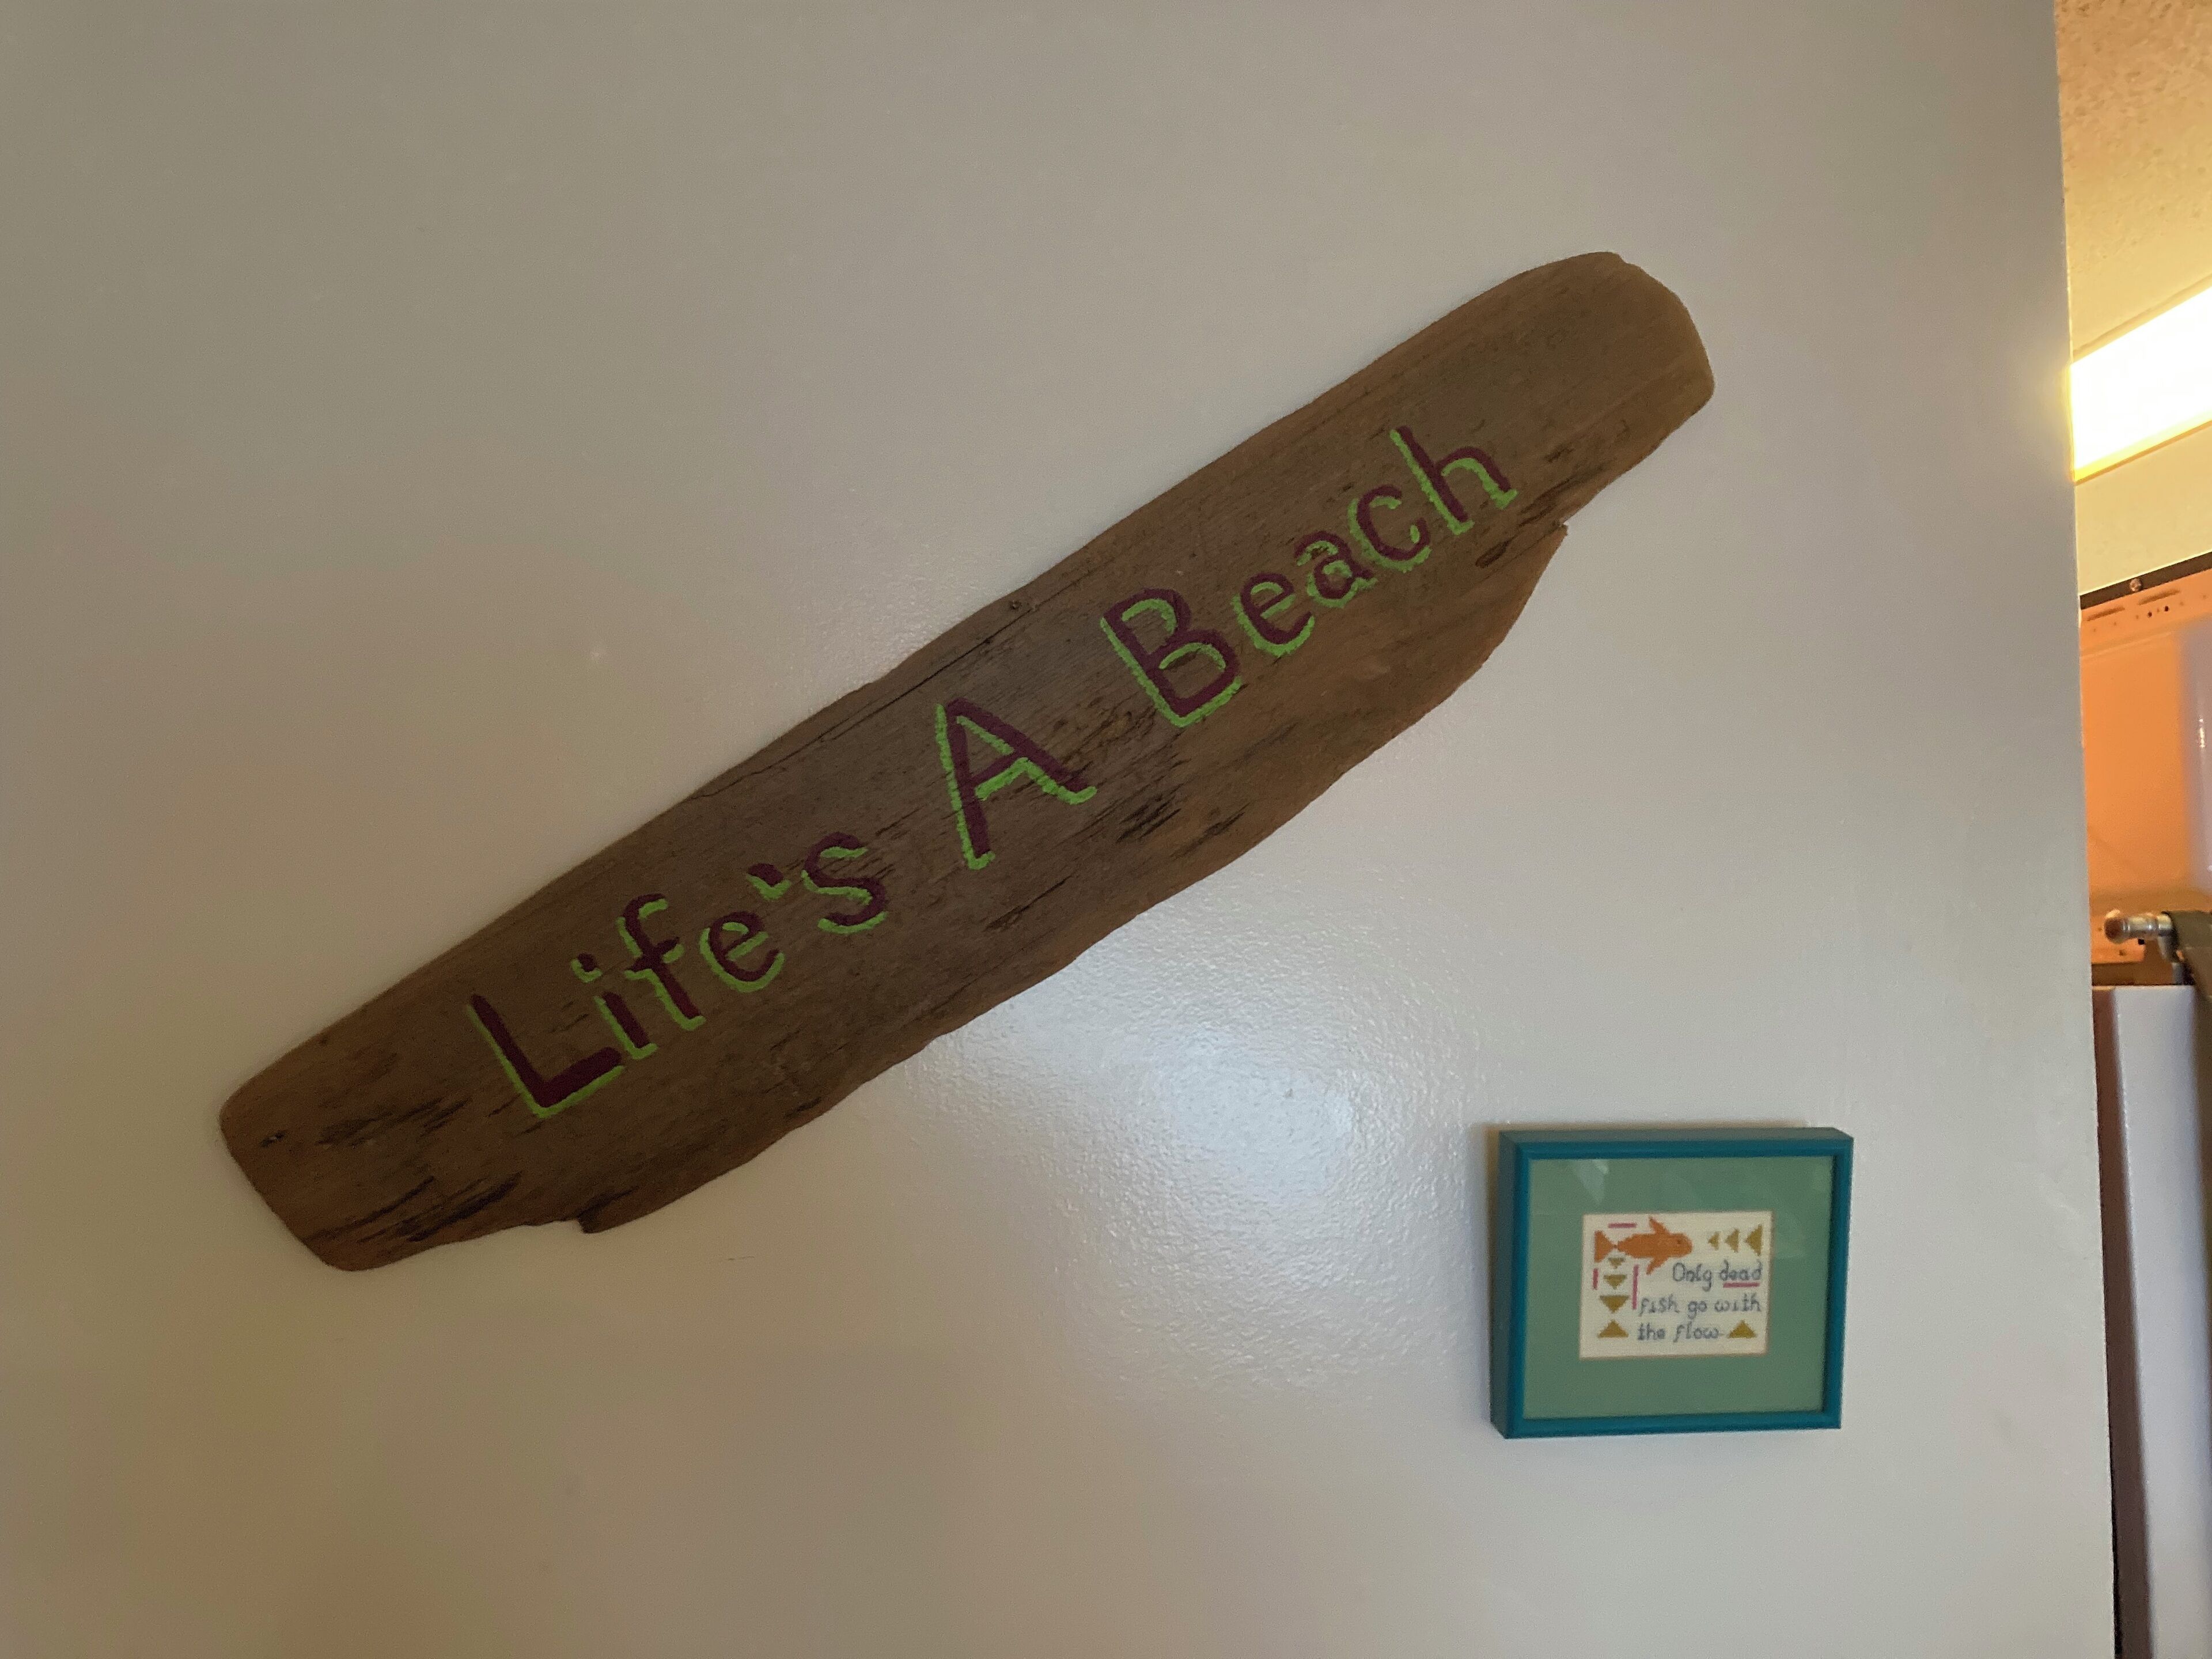 Life's A Beach
Only dead
fish go with
the flow